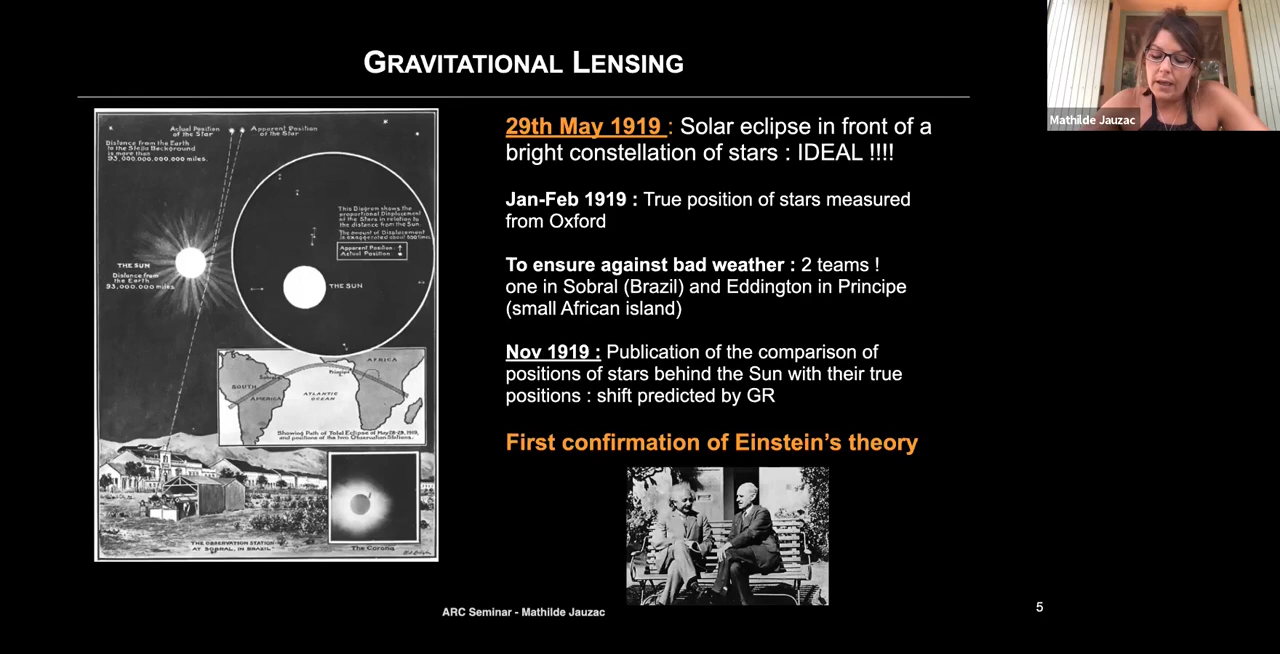 GRAVITATIONAL LENSING
Mathilde Jauzac
Actual Position
of the Star
Apparent Position
of the Star
Distance from the Earth
to the Stella Background
is more than
93,000,000,000,000 miles.
This Diagram shows the
proportional Displacement
of the Stars in relation to
the distance from the Sun.
The amount of Displacement
is exaggerated about 600 times.
Apparent Position
Actual Position
THE SUN
Distance from
the Earth
93,000,000 miles
THE SUN
AFRICA
Sobral
Principe
SOUTH
AMERICA
ATLANTIC
OCEAN
Showing Path of Total Eclipse of May 28-29, 1919,
and positions of the two Observation Stations.
THE OBSERVATION STATION
AT SOBRAL, IN BRAZIL
The Corona
29th May 1919 : Solar eclipse in front of a
bright constellation of stars : IDEAL !!!!
Jan-Feb 1919 : True position of stars measured
from Oxford
To ensure against bad weather : 2 teams !
one in Sobral (Brazil) and Eddington in Principe
(small African island)
Nov 1919 : Publication of the comparison of
positions of stars behind the Sun with their true
positions : shift predicted by GR
First confirmation of Einstein’s theory
ARC Seminar - Mathilde Jauzac
5